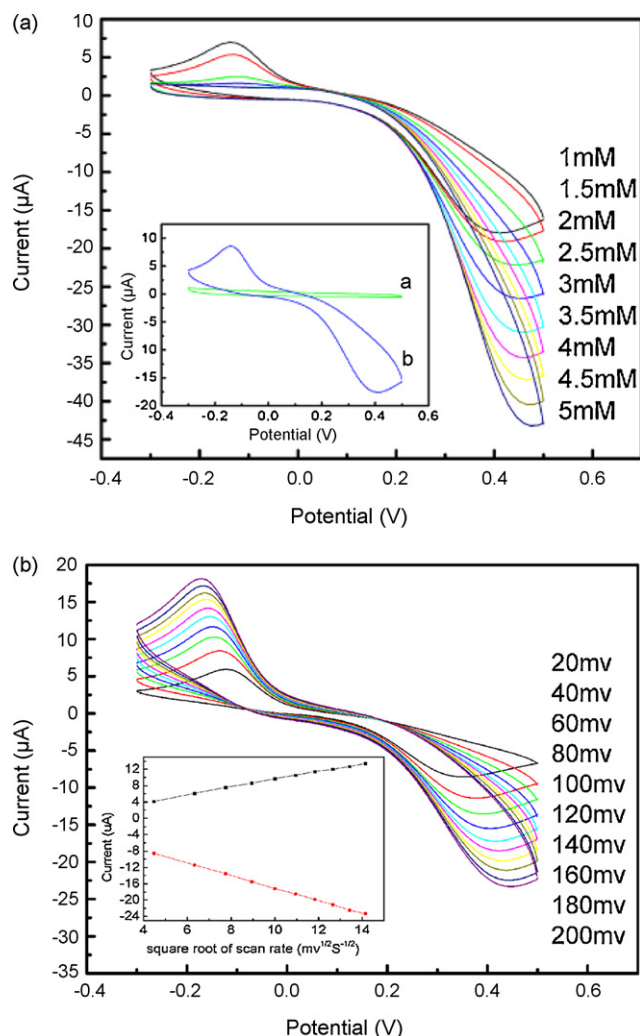 (a)
10
5
0
-5
-10
-15
-20
-25
-30
-35
-40
-45
Current (μA)
-0.4
-0.2
0.0
0.2
0.4
0.6
Potential (V)
1mM
1.5mM
2mM
2.5mM
3mM
3.5mM
4mM
4.5mM
5mM
10
5
0
-5
-10
-15
-20
Current (μA)
a
b
-0.4
-0.2
0.0
0.2
0.4
0.6
Potential (V)
(b)
20
15
10
5
0
-5
-10
-15
-20
-25
-30
-35
Current (μA)
-0.4
-0.2
0.0
0.2
0.4
0.6
Potential (V)
20mv
40mv
60mv
80mv
100mv
120mv
140mv
160mv
180mv
200mv
12
8
4
0
-4
-8
-12
-16
-20
-24
Current (uA)
4
6
8
10
12
14
square root of scan rate (mv1/2S-1/2)